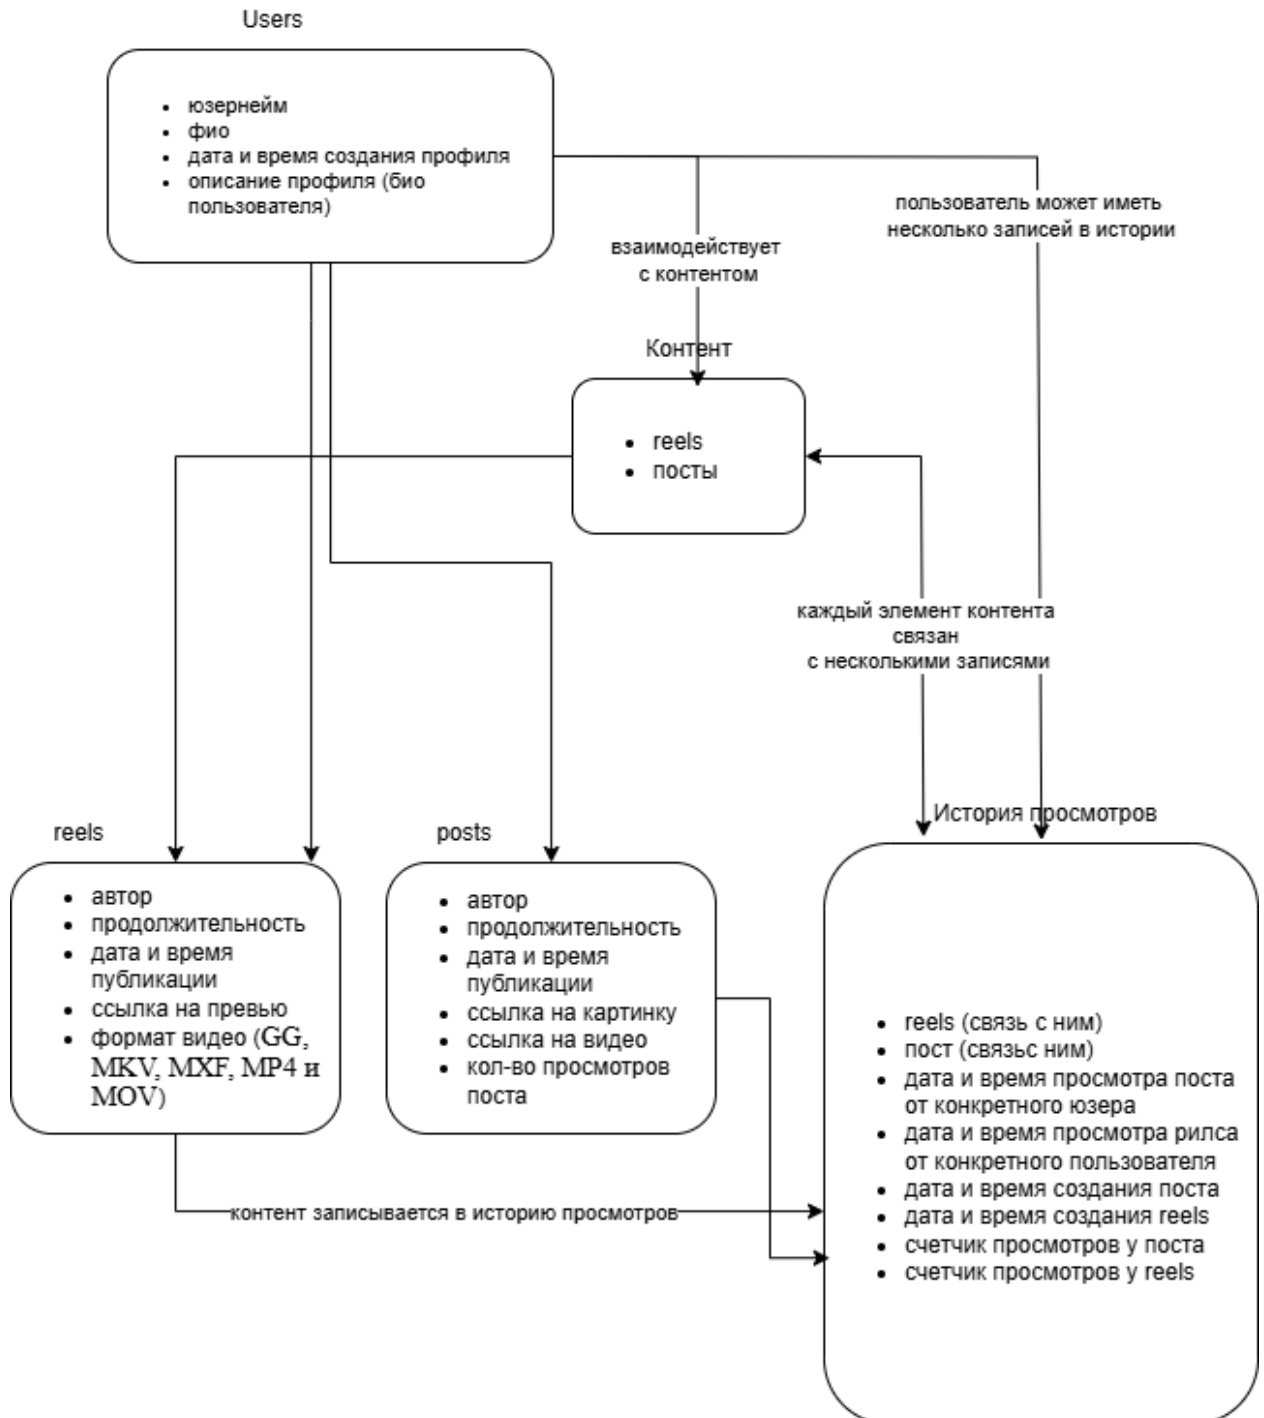 Users
юзернейм
фио
дата и время создания профиля
описание профиля (био
пользователя)
пользователь может иметь
несколько записей в истории
взаимодействует
с контентом
Контент
reels
посты
каждый элемент контента
связан
с несколькими записями
reels
автор
продолжительность
дата и время
публикации
ссылка на превью
формат видео (GG,
MKV, MXF, MP4 и
MOV)
posts
автор
продолжительность
дата и время
публикации
ссылка на картинку
ссылка на видео
кол-во просмотров
поста
История просмотров
reels (связь с ним)
пост (связьс ним)
дата и время просмотра поста
от конкретного юзера
дата и время просмотра рилса
от конкретного пользователя
дата и время создания поста
дата и время создания reels
счетчик просмотров у поста
счетчик просмотров у reels
контент записывается в историю просмотров